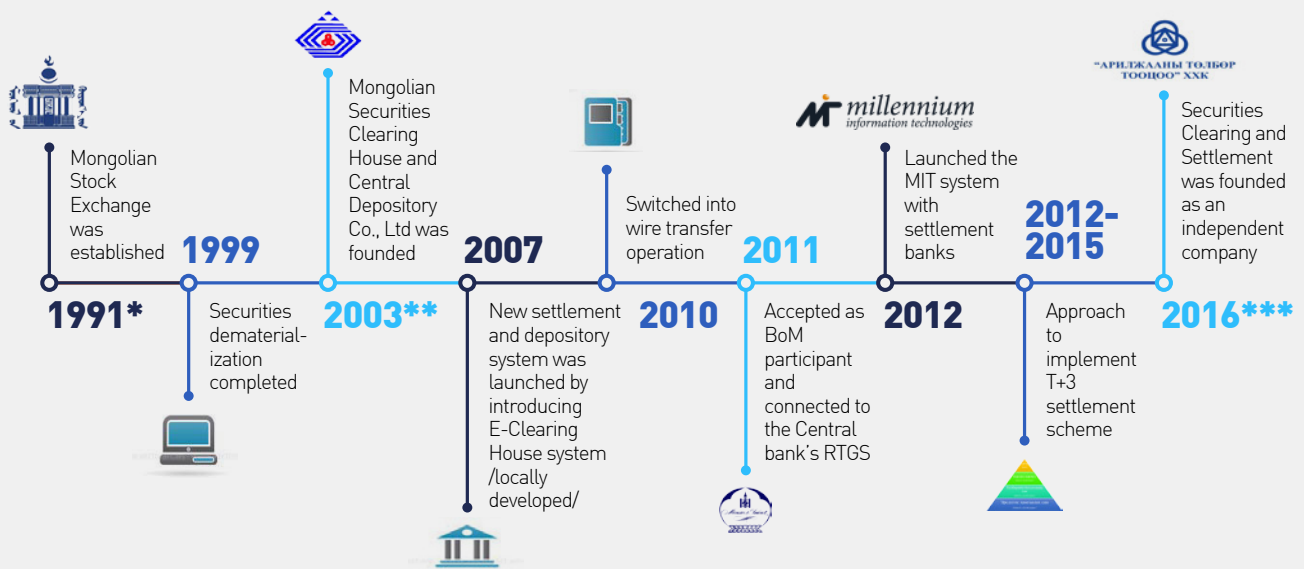 Mongolian
Stock
Exchange
was
established
1991*
1999
Securities
dematerial-
ization
completed
Mongolian
Securities
Clearing
House and
Central
Depository
Co., Ltd was
founded
2003**
2007
New settlement
and depository
system was
launched by
introducing
E-Clearing
House system
/locally
developed/
Switched into
wire transfer
operation
2010
2011
Accepted as
BoM
participant
and
connected to
the Central
bank's RTGS
MIT millennium
information technologies
Launched the
MIT system
with
settlement
banks
2012
2012-
2015
Approach
to
implement
T+3
settlement
scheme
"АРИЛЖААНЫ ТӨЛБӨР
ТООЦОО" ХХК
Securities
Clearing and
Settlement
was founded
as an
independent
company
2016***